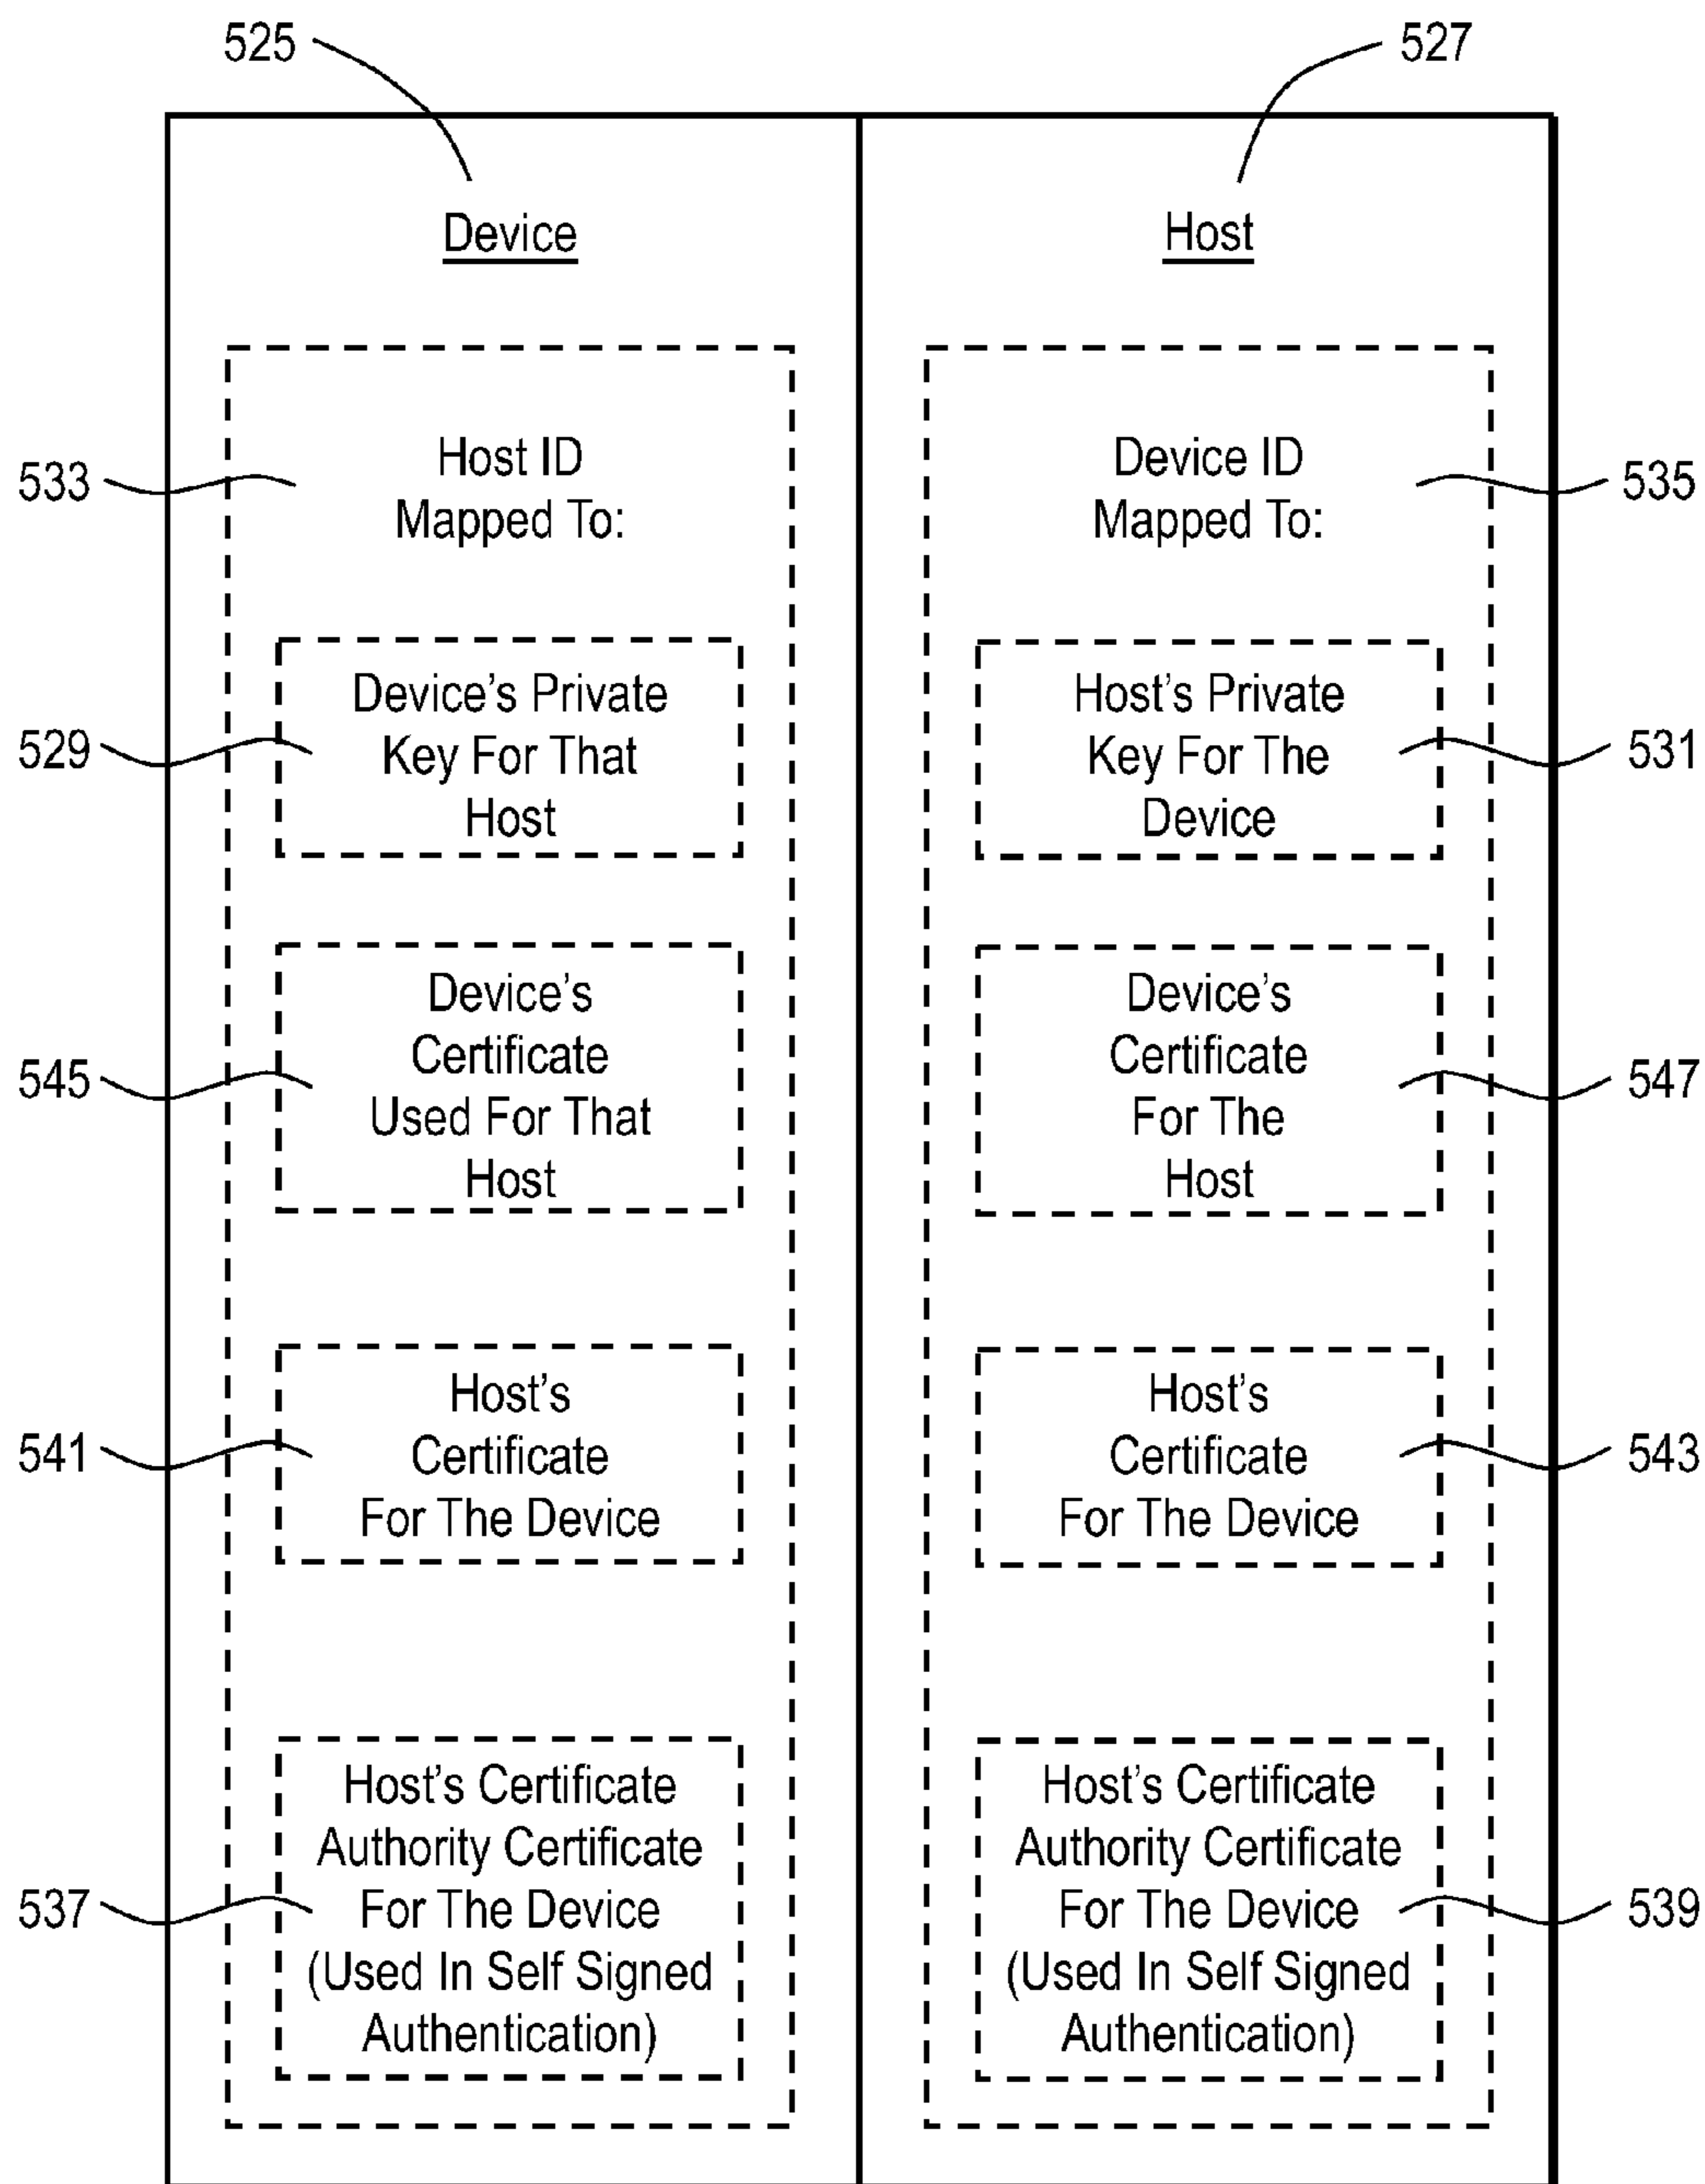 525
527
Device
Host
533
Host ID
Mapped To:
529
Device's Private
Key For That
Host
545
Device's
Certificate
Used For That
Host
541
Host's
Certificate
For The Device
537
Host's Certificate
Authority Certificate
For The Device
(Used In Self Signed
Authentication)
Device ID
Mapped To:
535
Host's Private
Key For The
Device
531
Device's
Certificate
For The
Host
547
Host's
Certificate
For The Device
543
Host's Certificate
Authority Certificate
For The Device
(Used In Self Signed
Authentication)
539